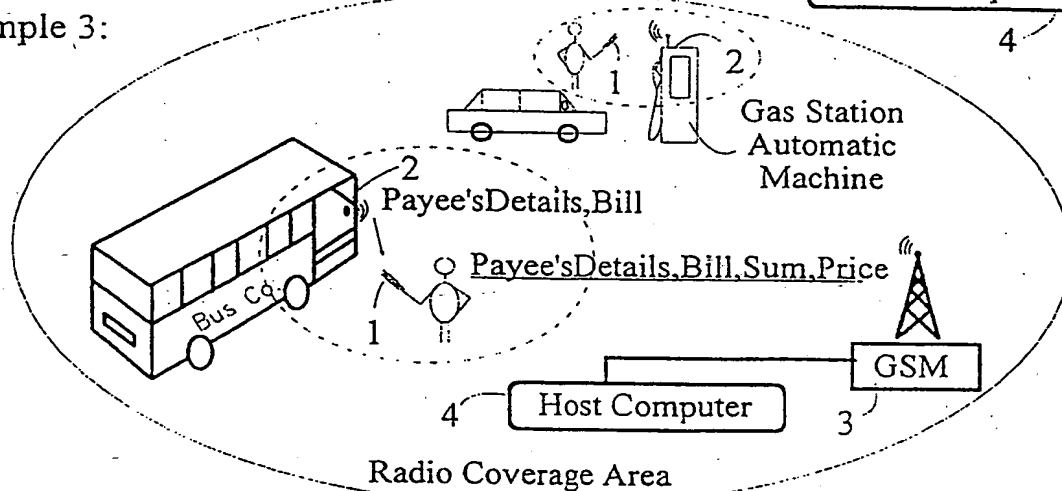 mple 3:
4
1
2
Gas Station
Automatic
Machine
2
Payee'sDetails,Bill
Payee'sDetails,Bill,Sum,Price
Bus Co.
1
GSM
4
Host Computer
3
Radio Coverage Area